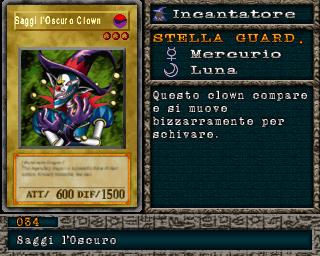 Saggi l'Oscuro Clown
ATT/ 600 DIF/1500
Incantatore
STELLA GUARD.
Mercurio
Luna
Questo clown compare
e si muove
bizzarramente per
schivare.
034
Saggi l'Oscuro